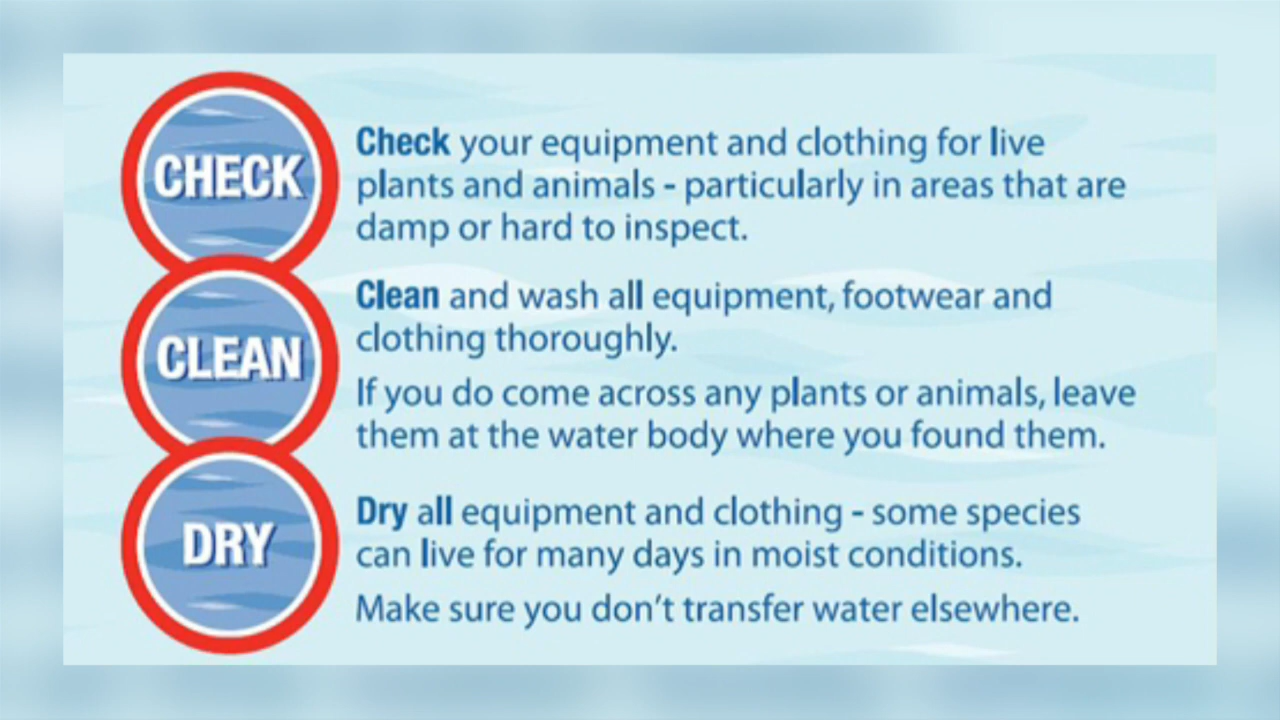 CHECK
Check your equipment and clothing for live
plants and animals - particularly in areas that are
damp or hard to inspect.
CLEAN
Clean and wash all equipment, footwear and
clothing thoroughly.
If you do come across any plants or animals, leave
them at the water body where you found them.
DRY
Dry all equipment and clothing - some species
can live for many days in moist conditions.
Make sure you don't transfer water elsewhere.